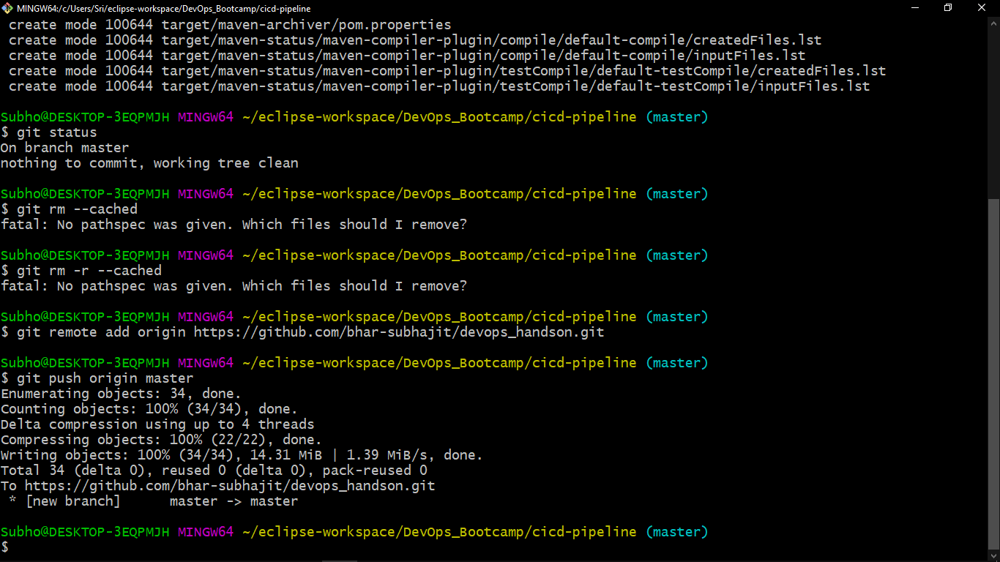 MINGW64:/c/Users/Sri/eclipse-workspace/DevOps_Bootcamp/cicd-pipeline
create mode 100644 target/maven-archiver/pom.properties
create mode 100644 target/maven-status/maven-compiler-plugin/compile/default-compile/createdFiles.lst
create mode 100644 target/maven-status/maven-compiler-plugin/compile/default-compile/inputFiles.lst
create mode 100644 target/maven-status/maven-compiler-plugin/testCompile/default-testCompile/createdFiles.lst
create mode 100644 target/maven-status/maven-compiler-plugin/testCompile/default-testCompile/inputFiles.lst
Subho@DESKTOP-3EQPMJH MINGW64 ~/eclipse-workspace/DevOps_Bootcamp/cicd-pipeline (master)
$ git status
On branch master
nothing to commit, working tree clean
Subho@DESKTOP-3EQPMJH MINGW64 ~/eclipse-workspace/DevOps_Bootcamp/cicd-pipeline (master)
$ git rm --cached
fatal: No pathspec was given. Which files should I remove?
Subho@DESKTOP-3EQPMJH MINGW64 ~/eclipse-workspace/DevOps_Bootcamp/cicd-pipeline (master)
$ git rm -r --cached
fatal: No pathspec was given. Which files should I remove?
Subho@DESKTOP-3EQPMJH MINGW64 ~/eclipse-workspace/DevOps_Bootcamp/cicd-pipeline (master)
$ git remote add origin https://github.com/bhar-subhajit/devops_handson.git
Subho@DESKTOP-3EQPMJH MINGW64 ~/eclipse-workspace/DevOps_Bootcamp/cicd-pipeline (master)
$ git push origin master
Enumerating objects: 34, done.
Counting objects: 100% (34/34), done.
Delta compression using up to 4 threads
Compressing objects: 100% (22/22), done.
Writing objects: 100% (34/34), 14.31 MiB | 1.39 MiB/s, done.
Total 34 (delta 0), reused 0 (delta 0), pack-reused 0
To https://github.com/bhar-subhajit/devops_handson.git
* [new branch]      master -> master
Subho@DESKTOP-3EQPMJH MINGW64 ~/eclipse-workspace/DevOps_Bootcamp/cicd-pipeline (master)
$